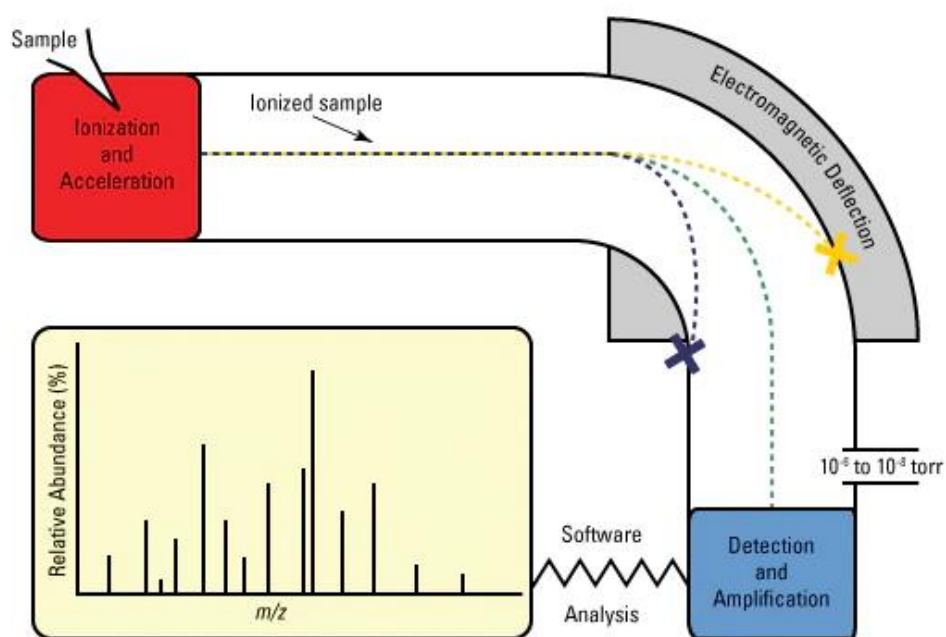 Sample
Ionization
and
Acceleration
Ionized sample
Electromagnetic Deflection
Relative Abundance (%)
m/z
Software
Analysis
10⁻⁶ to 10⁻⁸ torr
Detection
and
Amplification